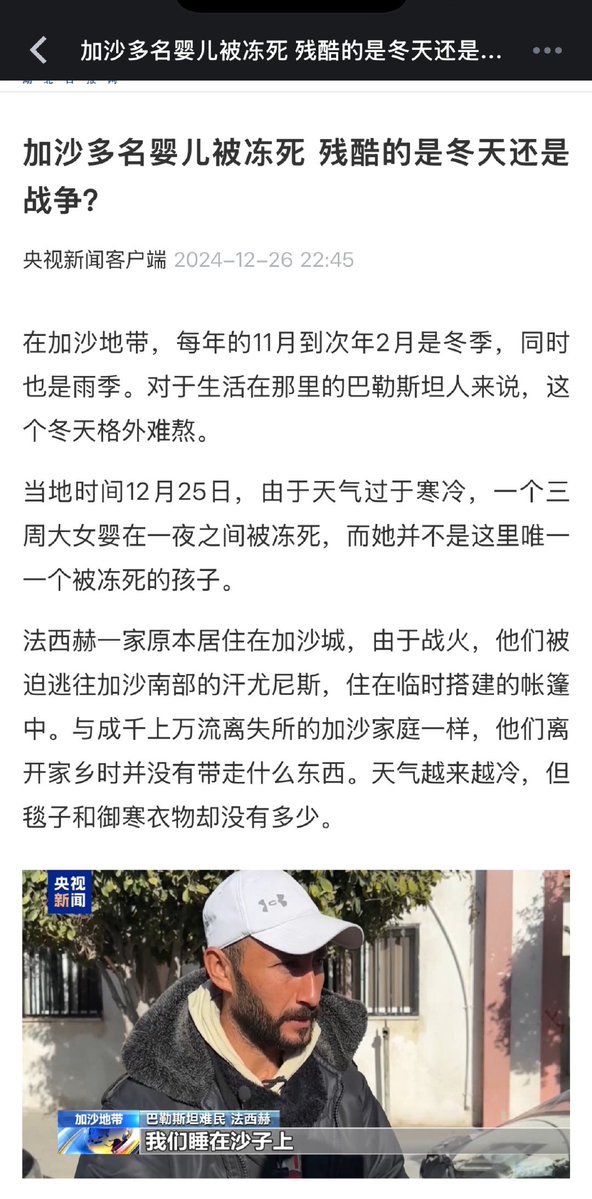 加沙多名婴儿被冻死 残酷的是冬天还是...
加沙多名婴儿被冻死 残酷的是冬天还是
战争?
央视新闻客户端 2024-12-26 22:45
在加沙地带，每年的11月到次年2月是冬季，同时
也是雨季。对于生活在那里的巴勒斯坦人来说，这
个冬天格外难熬。
当地时间12月25日，由于天气过于寒冷，一个三
周大女婴在一夜之间被冻死，而她并不是这里唯一
一个被冻死的孩子。
法西赫一家原本居住在加沙城，由于战火，他们被
迫逃往加沙南部的汗尤尼斯，住在临时搭建的帐篷
中。与成千上万流离失所的加沙家庭一样，他们离
开家乡时并没有带走什么东西。天气越来越冷，但
毯子和御寒衣物却没有多少。
央视
新闻
加沙地带
巴勒斯坦难民 法西赫
我们睡在沙子上